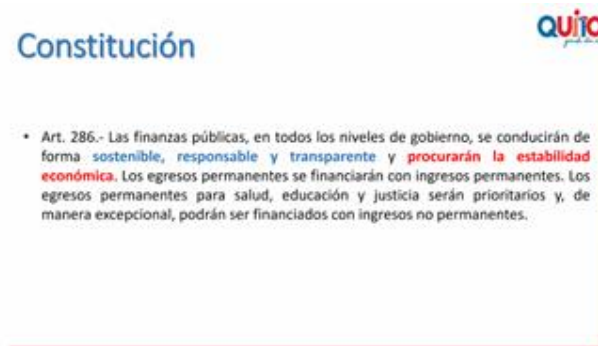 QUITO
Constitución
• Art. 286.- Las finanzas públicas, en todos los niveles de gobierno, se conducirán de
forma sostenible, responsable y transparente y procurarán la estabilidad
económica. Los egresos permanentes se financiarán con ingresos permanentes. Los
egresos permanentes para salud, educación y justicia serán prioritarios y, de
manera excepcional, podrán ser financiados con ingresos no permanentes.